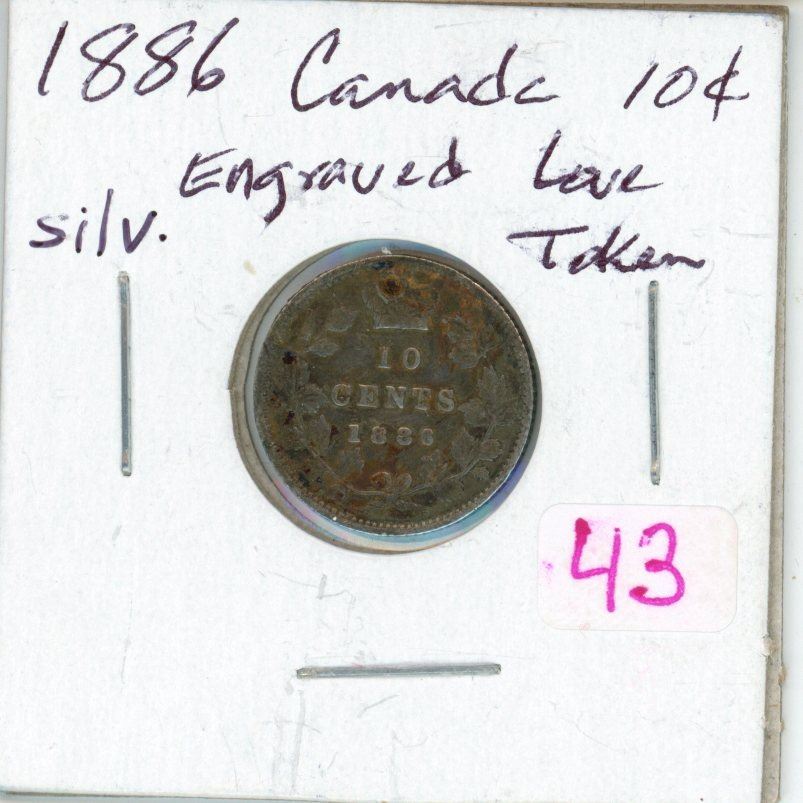 1886 Canada 10¢
Engraved Love
silv. Token
10
CENTS
1886
43